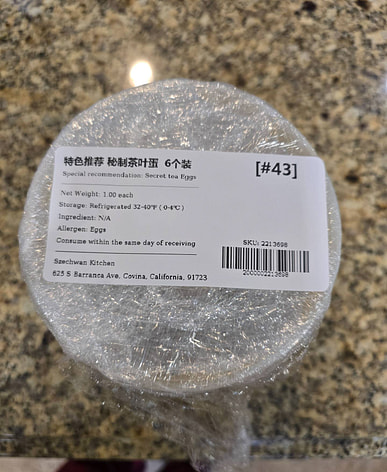 特色推荐 秘制茶叶蛋 6个装
[#43]
Special recommendation: Secret tea Eggs
Net Weight: 1.00 each
Storage: Refrigerated 32-40°F ( 0-4°C )
Ingredient: N/A
Allergen: Eggs
Consume within the same day of receiving
SKU: 2213698
2000002213698
Szechwan Kitchen
625 S Barranca Ave, Covina, California, 91723